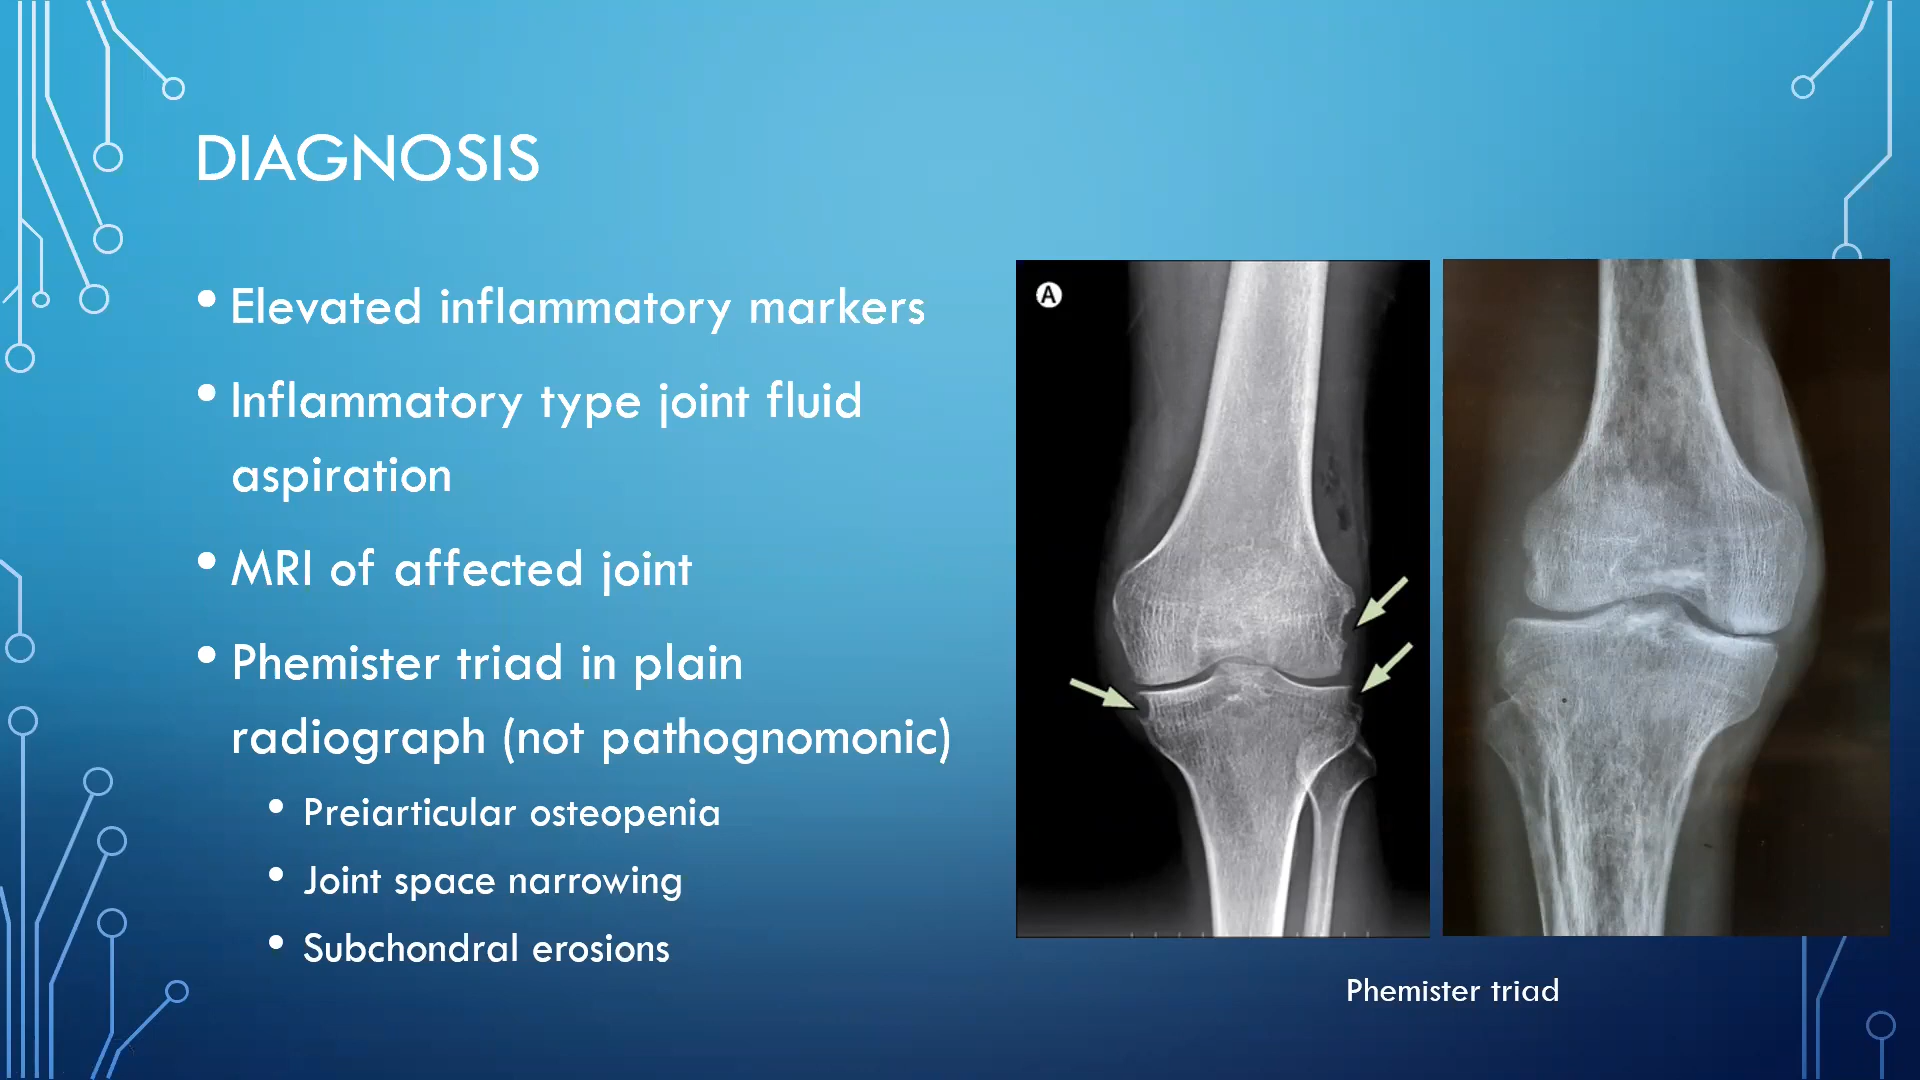 DIAGNOSIS
• Elevated inflammatory markers
• Inflammatory type joint fluid
aspiration
• MRI of affected joint
• Phemister triad in plain
radiograph (not pathognomonic)
• Preiarticular osteopenia
• Joint space narrowing
• Subchondral erosions
A
Phemister triad